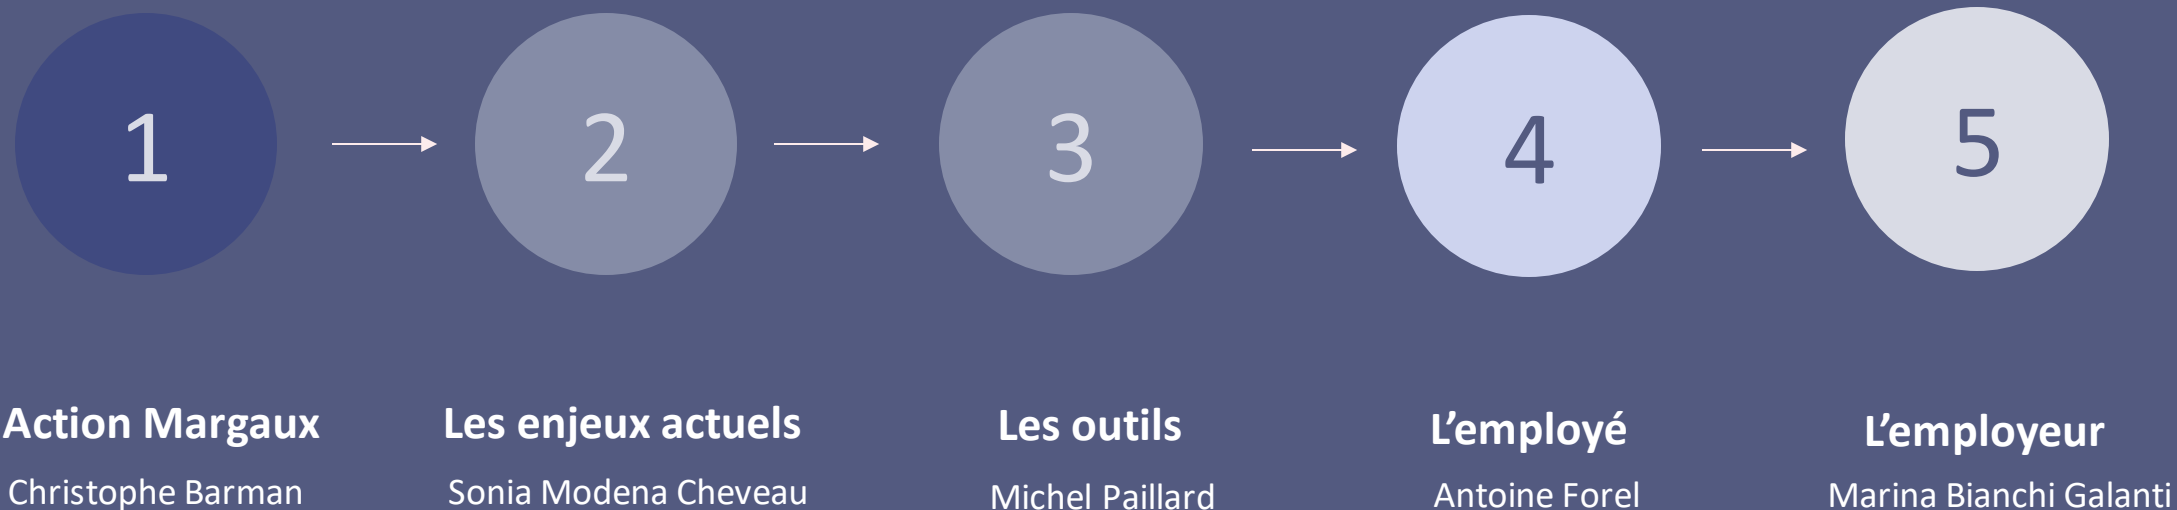 1
2
3
4
5
Action Margaux
Christophe Barman
Les enjeux actuels
Sonia Modena Cheveau
Les outils
Michel Paillard
L’employé
Antoine Forel
L’employeur
Marina Bianchi Galanti